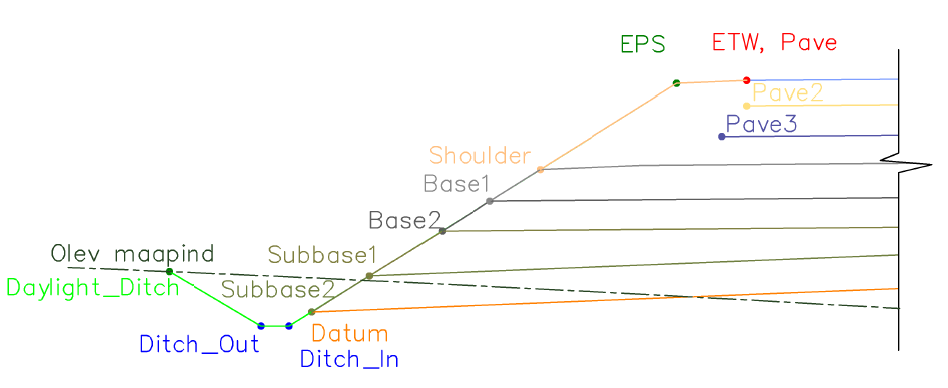 EPS
ETW, Pave
Pave2
Pave3
Shoulder
Base1
Base2
Olev maapind
Subbase1
Daylight_Ditch
Subbase2
Datum
Ditch_Out
Ditch_In